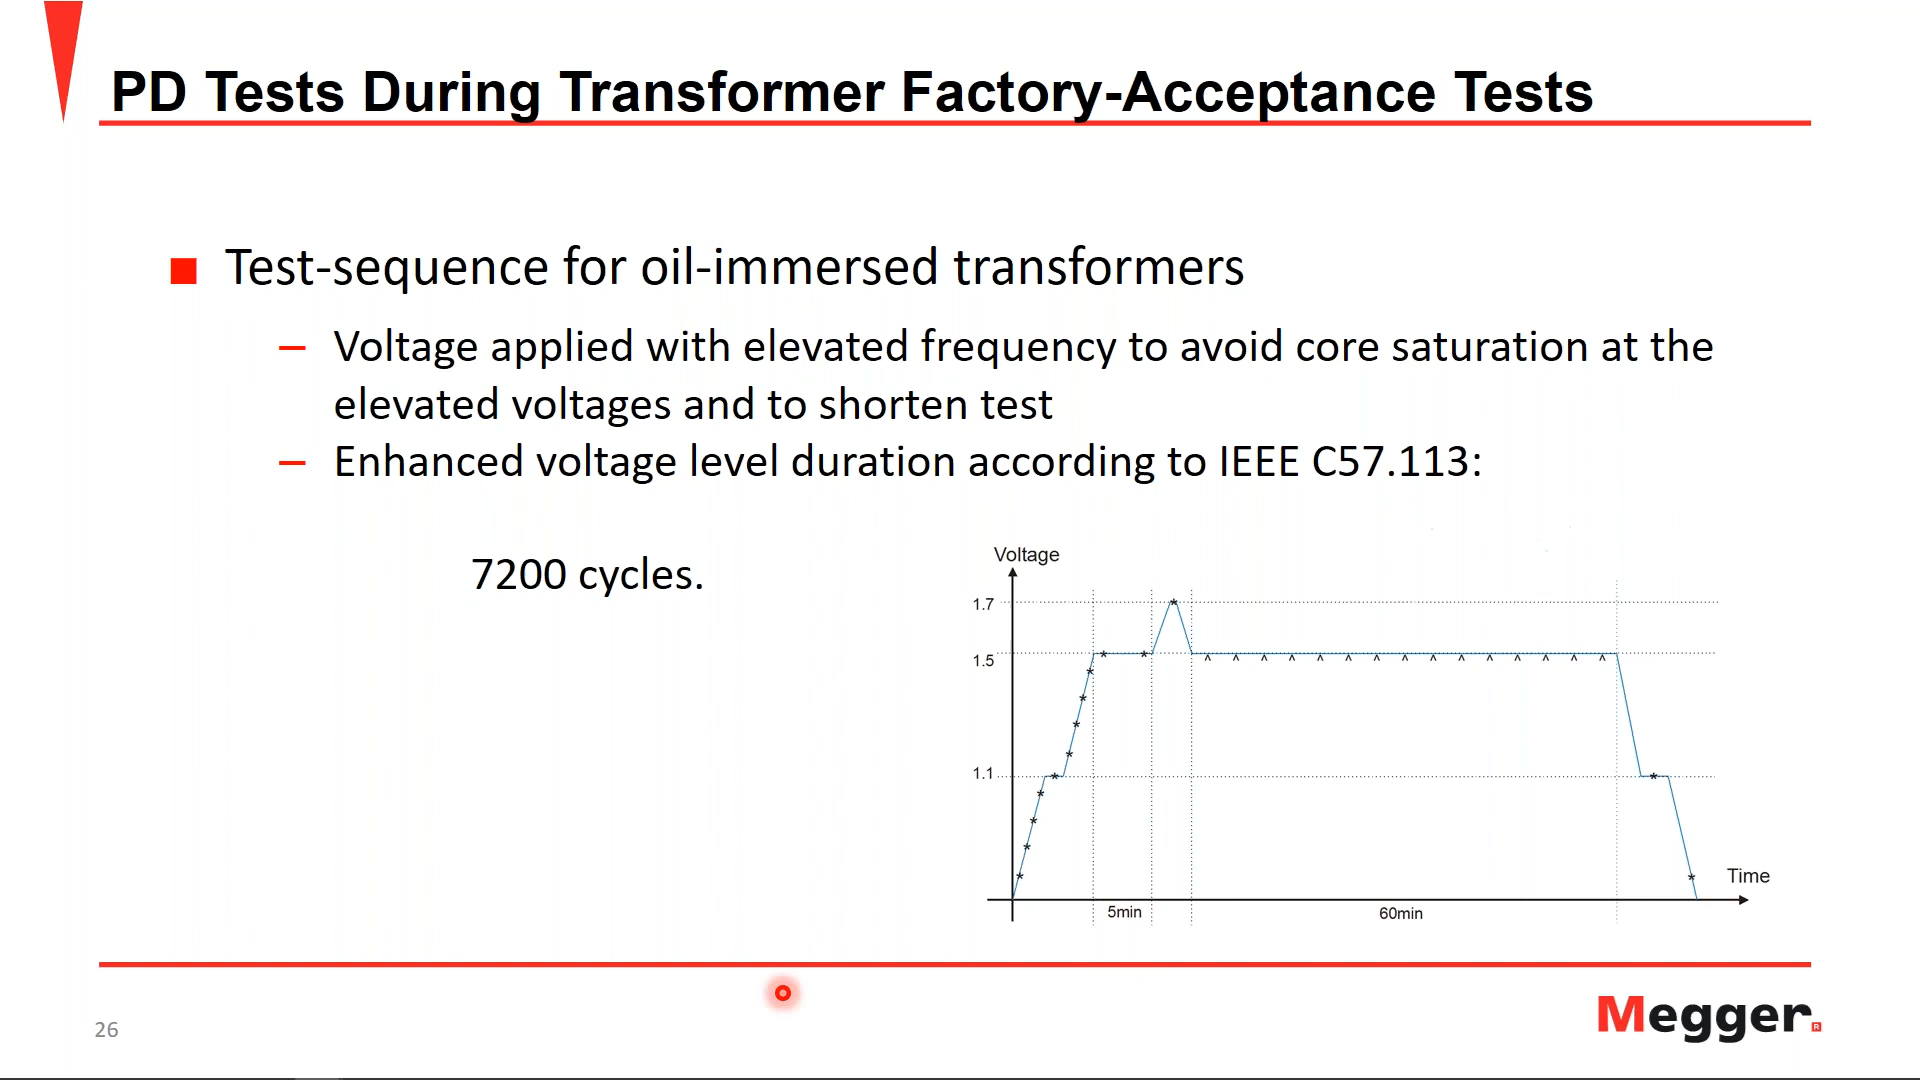 PD Tests During Transformer Factory-Acceptance Tests
Test-sequence for oil-immersed transformers
– Voltage applied with elevated frequency to avoid core saturation at the
elevated voltages and to shorten test
– Enhanced voltage level duration according to IEEE C57.113:
7200 cycles.
Voltage
1.7
1.5
1.1
Time
5min
60min
26
Megger®